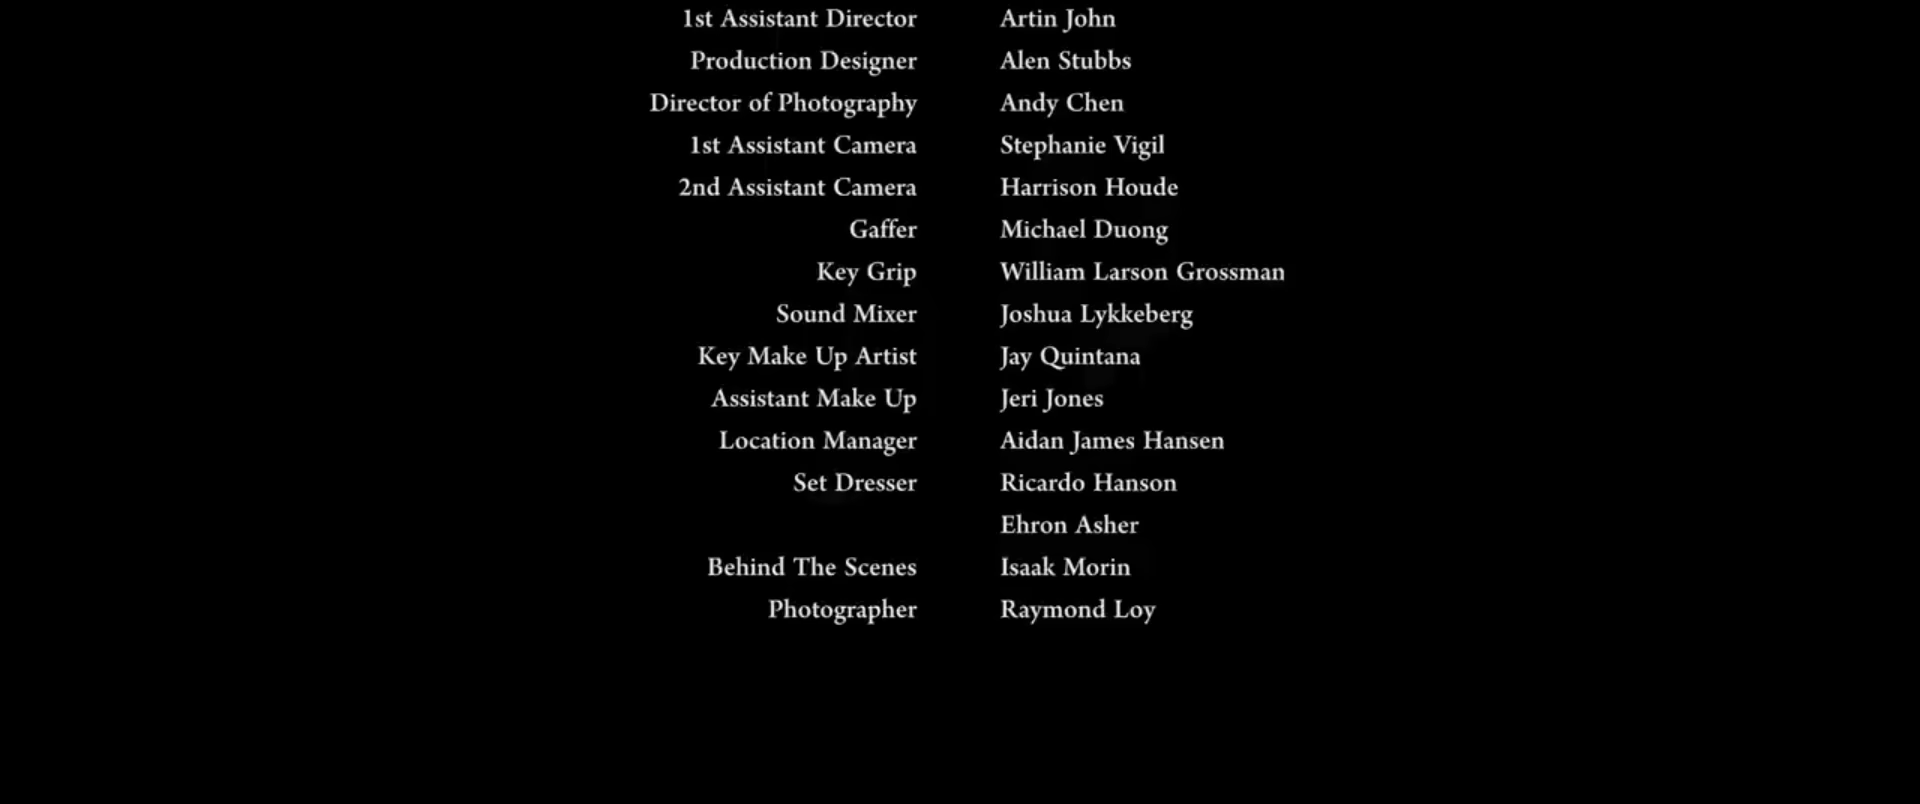 1st Assistant Director Artin John
Production Designer Alen Stubbs
Director of Photography Andy Chen
1st Assistant Camera Stephanie Vigil
2nd Assistant Camera Harrison Houde
Gaffer Michael Duong
Key Grip William Larson Grossman
Sound Mixer Joshua Lykkeberg
Key Make Up Artist Jay Quintana
Assistant Make Up Jeri Jones
Location Manager Aidan James Hansen
Set Dresser Ricardo Hanson
Ehron Asher
Behind The Scenes Isaak Morin
Photographer Raymond Loy